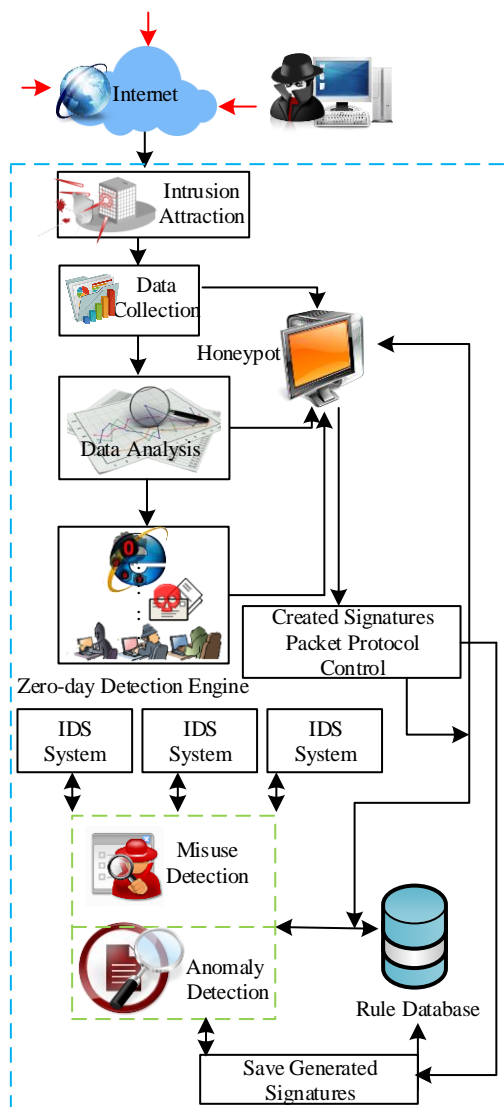 Internet
Intrusion
Attraction
Data
Collection
Honeypot
Data Analysis
0
Created Signatures
Packet Protocol
Control
Zero-day Detection Engine
IDS
System
IDS
System
IDS
System
Misuse
Detection
Anomaly
Detection
Rule Database
Save Generated
Signatures